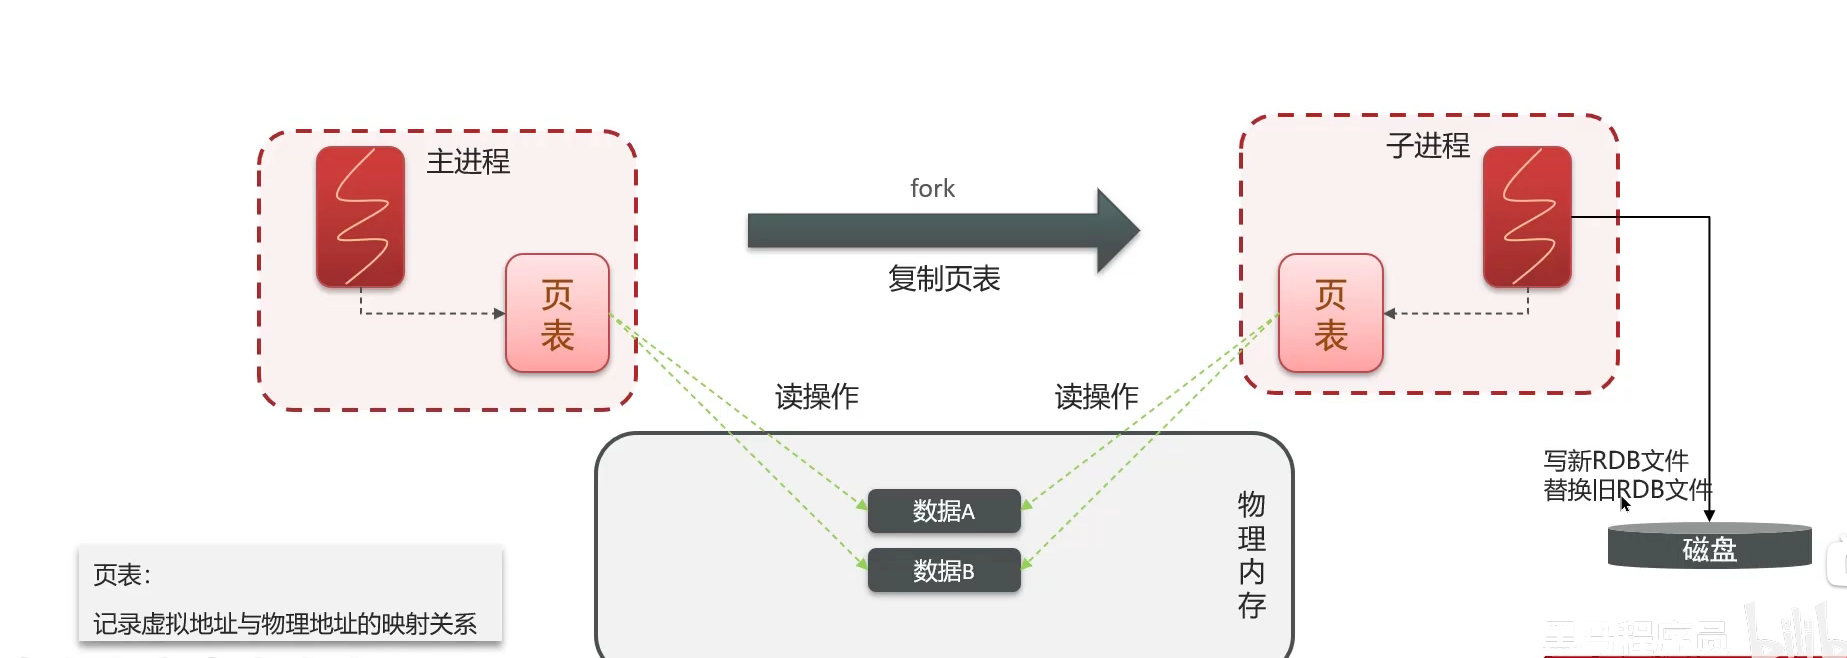 主进程
子进程
fork
复制页表
页表
页表
读操作
读操作
写新RDB文件
替换旧RDB文件
数据A
数据B
物理内存
磁盘
页表：
记录虚拟地址与物理地址的映射关系